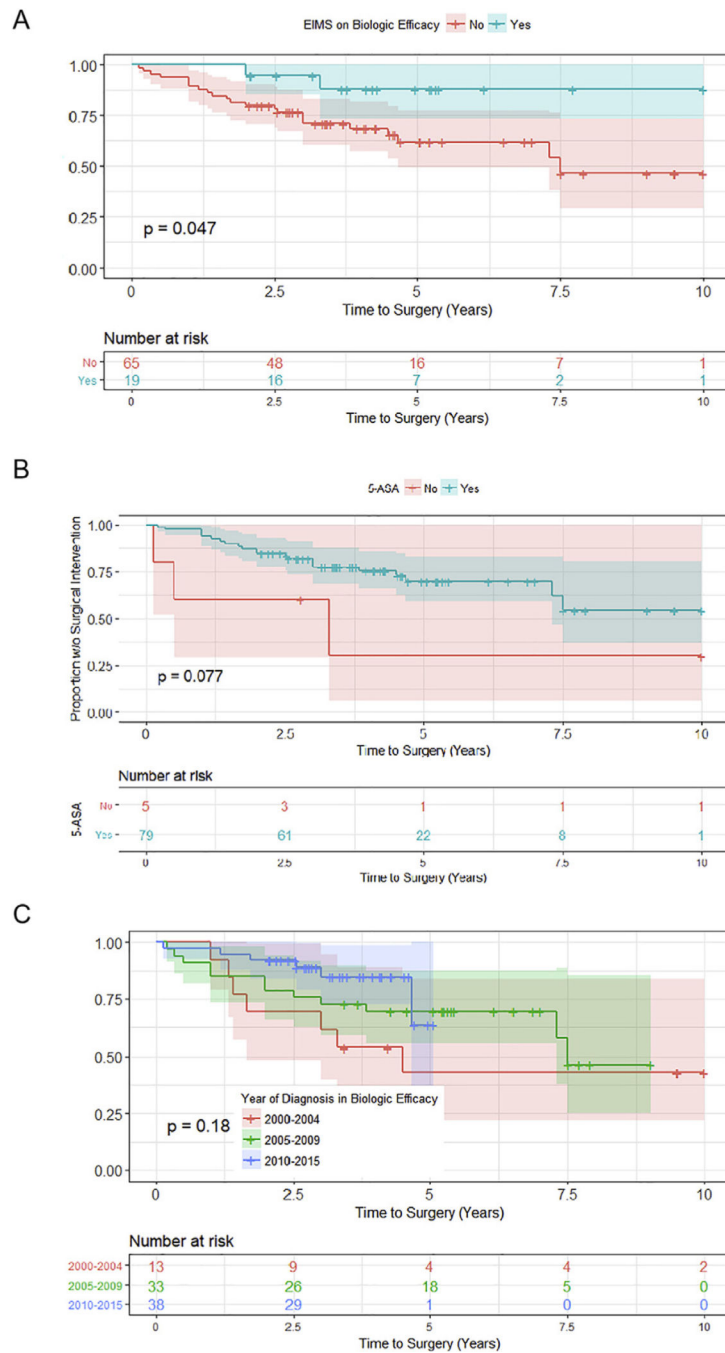 A
EIMS on Biologic Efficacy No Yes
1.00
0.75
0.50
0.25
0.00
p = 0.047
0 2.5 5 7.5 10
Time to Surgery (Years)
Number at risk
No 65 48 16 7 1
Yes 19 16 7 2 1
0 2.5 5 7.5 10
Time to Surgery (Years)
B
5-ASA No Yes
Proportion w/o Surgical Intervention
1.00
0.75
0.50
0.25
0.00
p = 0.077
0 2.5 5 7.5 10
Time to Surgery (Years)
Number at risk
5-ASA
No 5 3 1 1 1
Yes 79 61 22 8 1
0 2.5 5 7.5 10
Time to Surgery (Years)
C
1.00
0.75
0.50
0.25
0.00
p = 0.18
Year of Diagnosis in Biologic Efficacy
2000-2004
2005-2009
2010-2015
0 2.5 5 7.5 10
Time to Surgery (Years)
Number at risk
2000-2004 13 9 4 4 2
2005-2009 33 26 18 5 0
2010-2015 38 29 1 0 0
0 2.5 5 7.5 10
Time to Surgery (Years)